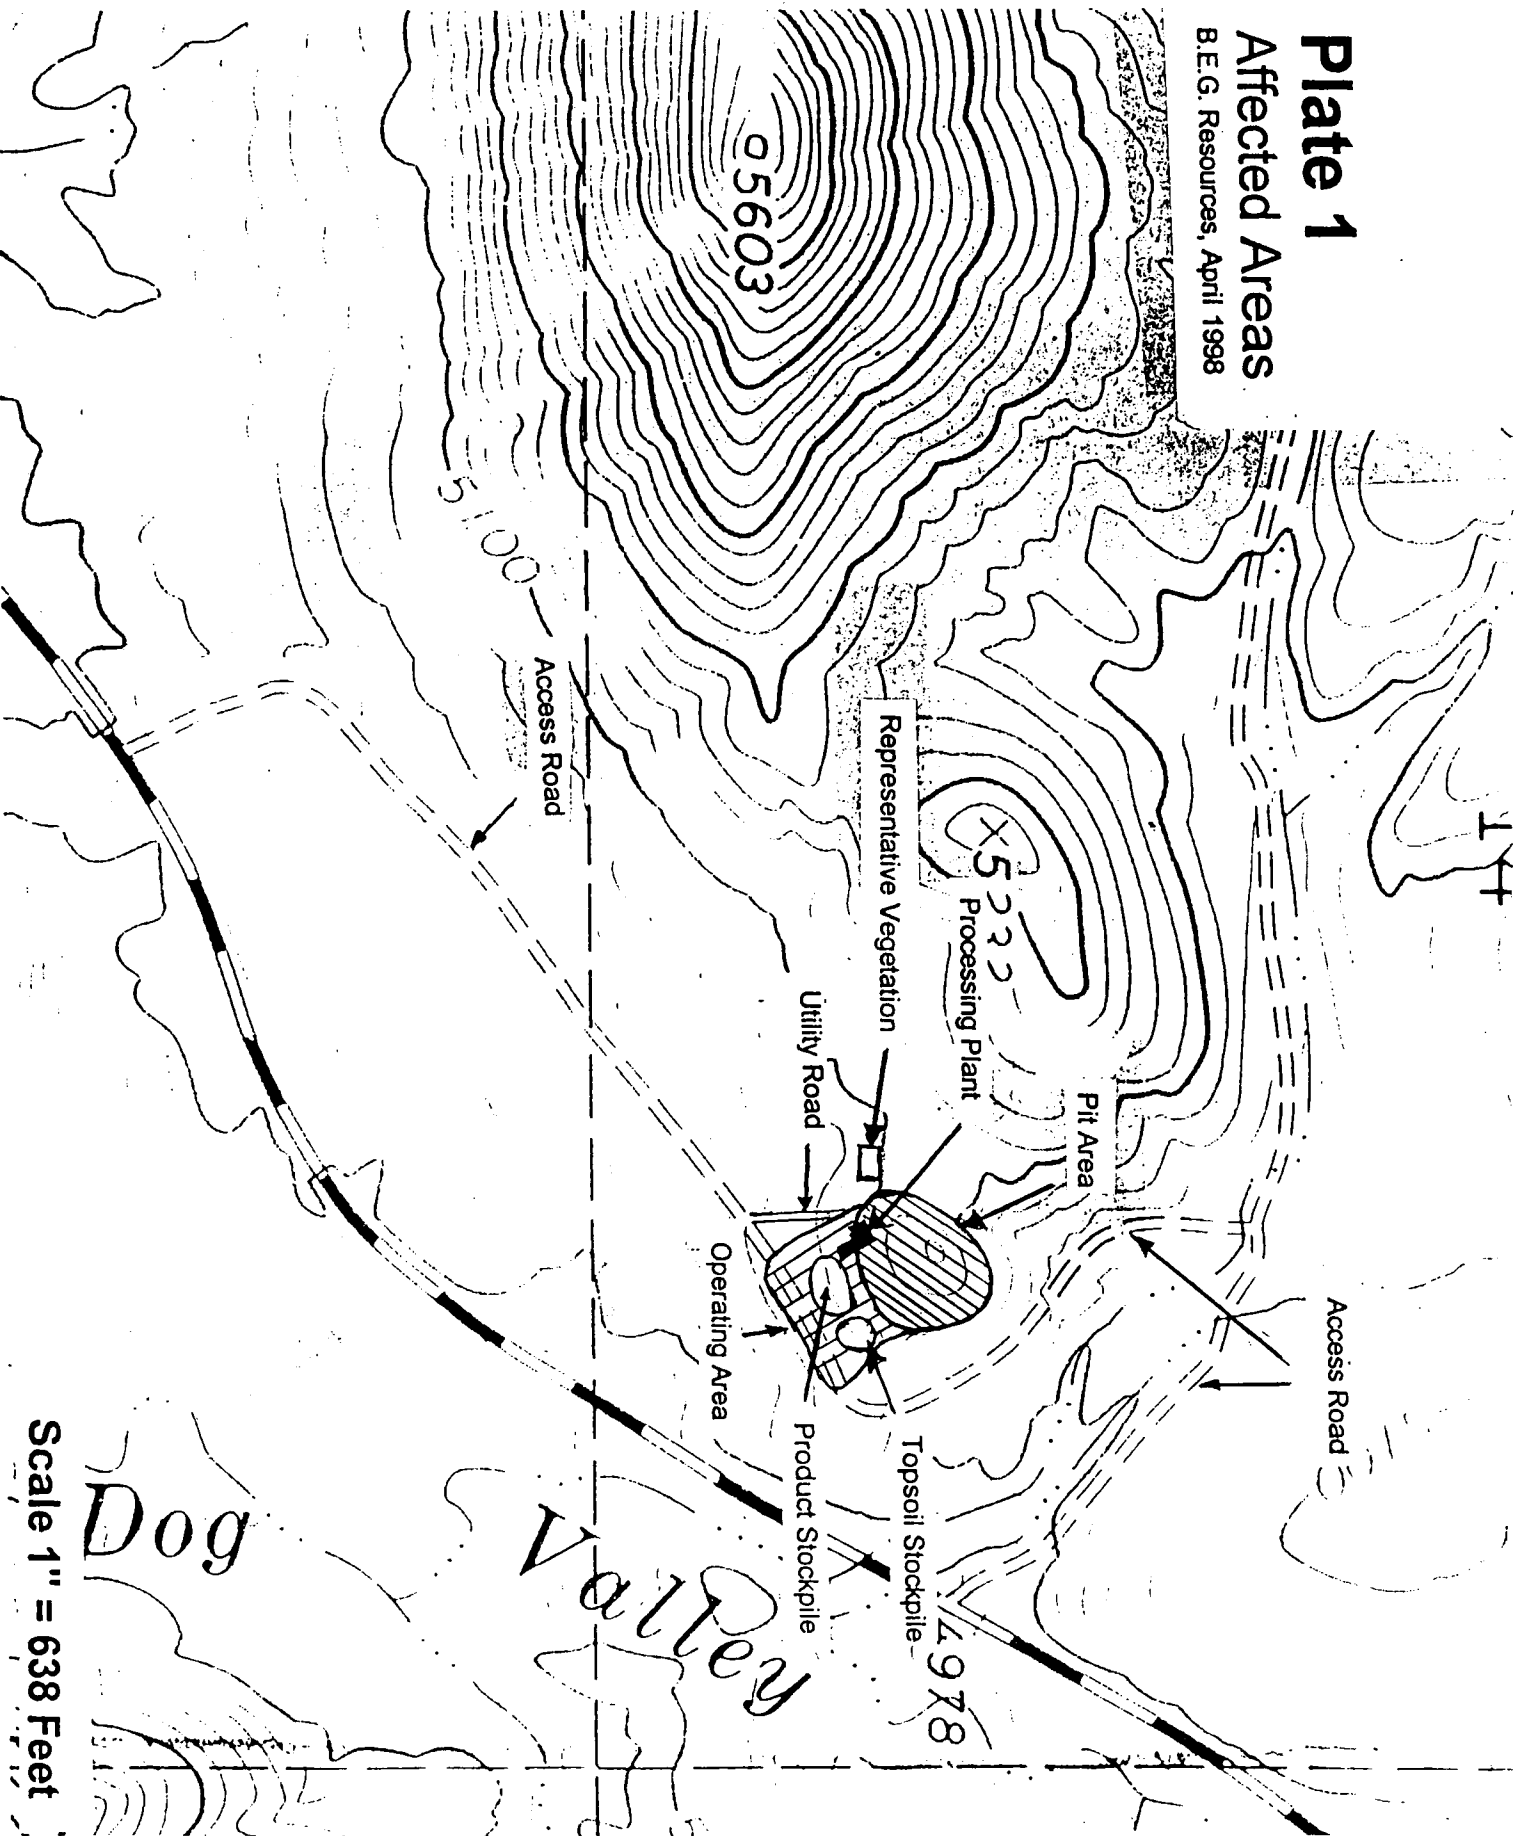 Plate 1
Affected Areas
B.E.G. Resources, April 1998
5603
5100
Access Road
Representative Vegetation
Processing Plant
Utility Road
Pit Area
Access Road
Operating Area
Product Stockpile
Topsoil Stockpile
4978
Dog
Valley
Scale 1" = 638 Feet